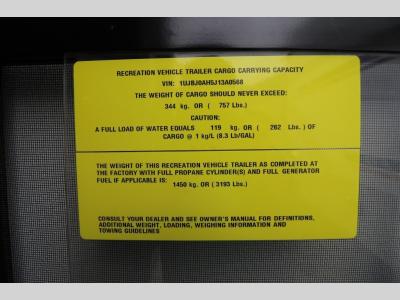 RECREATION VEHICLE TRAILER CARGO CARRYING CAPACITY
VIN: 1UJBJ0AH5J13A0568
THE WEIGHT OF CARGO SHOULD NEVER EXCEED:
344 kg. OR ( 757 Lbs.)
CAUTION:
A FULL LOAD OF WATER EQUALS 119 kg. OR ( 262 Lbs. ) OF
CARGO @ 1 kg/L (8.3 Lb/GAL)
THE WEIGHT OF THIS RECREATION VEHICLE TRAILER AS COMPLETED AT
THE FACTORY WITH FULL PROPANE CYLINDER(S) AND FULL GENERATOR
FUEL IF APPLICABLE IS:
1450 kg. OR ( 3193 Lbs.)
CONSULT YOUR DEALER AND SEE OWNER'S MANUAL FOR DEFINITIONS,
ADDITIONAL WEIGHT, LOADING, WEIGHING INFORMATION AND
TOWING GUIDELINES